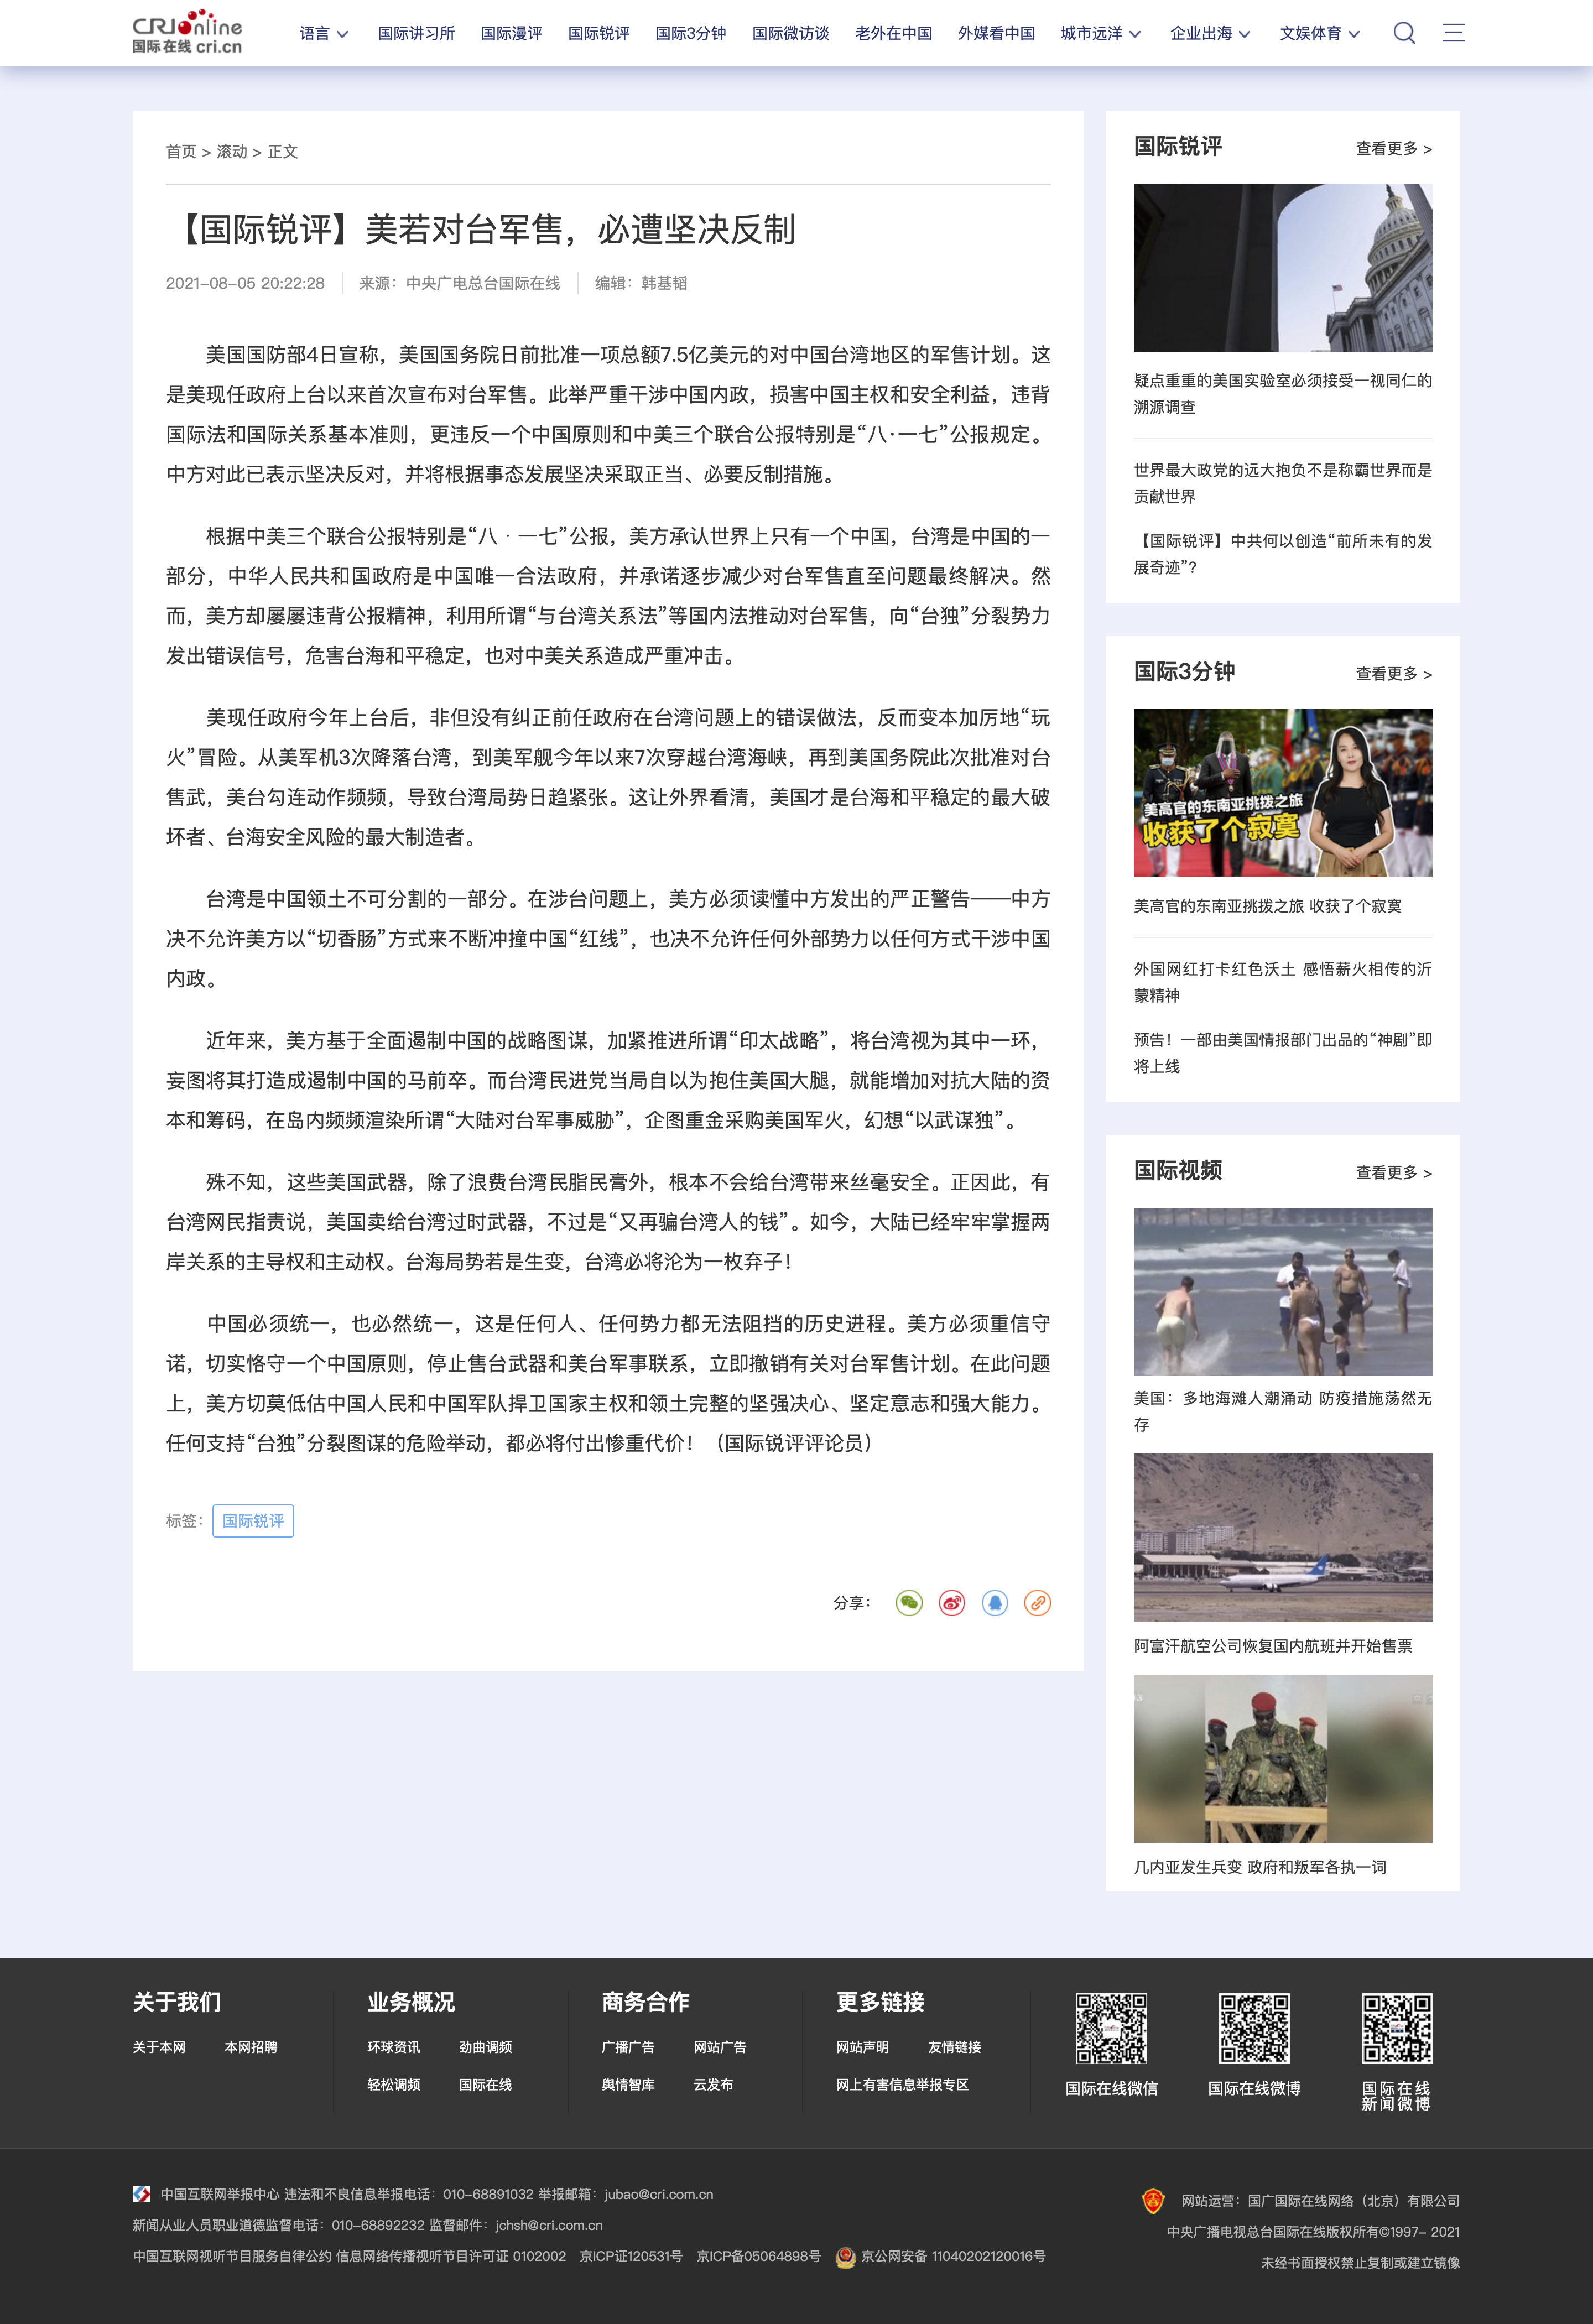 CRIonline
国际在线 cri.cn
语言 国际讲习所 国际漫评 国际锐评 国际3分钟 国际微访谈 老外在中国 外媒看中国 城市远洋 企业出海 文娱体育
首页 > 滚动 > 正文
【国际锐评】美若对台军售，必遭坚决反制
2021-08-05 20:22:28 来源：中央广电总台国际在线 编辑：韩基韬
美国国防部4日宣称，美国国务院日前批准一项总额7.5亿美元的对中国台湾地区的军售计划。这
是美现任政府上台以来首次宣布对台军售。此举严重干涉中国内政，损害中国主权和安全利益，违背
国际法和国际关系基本准则，更违反一个中国原则和中美三个联合公报特别是“八·一七”公报规定。
中方对此已表示坚决反对，并将根据事态发展坚决采取正当、必要反制措施。
根据中美三个联合公报特别是“八 · 一七”公报，美方承认世界上只有一个中国，台湾是中国的一
部分，中华人民共和国政府是中国唯一合法政府，并承诺逐步减少对台军售直至问题最终解决。然
而，美方却屡屡违背公报精神，利用所谓“与台湾关系法”等国内法推动对台军售，向“台独”分裂势力
发出错误信号，危害台海和平稳定，也对中美关系造成严重冲击。
美现任政府今年上台后，非但没有纠正前任政府在台湾问题上的错误做法，反而变本加厉地“玩
火”冒险。从美军机3次降落台湾，到美军舰今年以来7次穿越台湾海峡，再到美国务院此次批准对台
售武，美台勾连动作频频，导致台湾局势日趋紧张。这让外界看清，美国才是台海和平稳定的最大破
坏者、台海安全风险的最大制造者。
台湾是中国领土不可分割的一部分。在涉台问题上，美方必须读懂中方发出的严正警告——中方
决不允许美方以“切香肠”方式来不断冲撞中国“红线”，也决不允许任何外部势力以任何方式干涉中国
内政。
近年来，美方基于全面遏制中国的战略图谋，加紧推进所谓“印太战略”，将台湾视为其中一环，
妄图将其打造成遏制中国的马前卒。而台湾民进党当局自以为抱住美国大腿，就能增加对抗大陆的资
本和筹码，在岛内频频渲染所谓“大陆对台军事威胁”，企图重金采购美国军火，幻想“以武谋独”。
殊不知，这些美国武器，除了浪费台湾民脂民膏外，根本不会给台湾带来丝毫安全。正因此，有
台湾网民指责说，美国卖给台湾过时武器，不过是“又再骗台湾人的钱”。如今，大陆已经牢牢掌握两
岸关系的主导权和主动权。台海局势若是生变，台湾必将沦为一枚弃子！
中国必须统一，也必然统一，这是任何人、任何势力都无法阻挡的历史进程。美方必须重信守
诺，切实恪守一个中国原则，停止售台武器和美台军事联系，立即撤销有关对台军售计划。在此问题
上，美方切莫低估中国人民和中国军队捍卫国家主权和领土完整的坚强决心、坚定意志和强大能力。
任何支持“台独”分裂图谋的危险举动，都必将付出惨重代价！（国际锐评评论员）
标签： 国际锐评
分享：
国际锐评 查看更多 >
疑点重重的美国实验室必须接受一视同仁的
溯源调查
世界最大政党的远大抱负不是称霸世界而是
贡献世界
【国际锐评】中共何以创造“前所未有的发
展奇迹”？
国际3分钟 查看更多 >
美高官的东南亚挑拨之旅
收获了个寂寞
美高官的东南亚挑拨之旅 收获了个寂寞
外国网红打卡红色沃土 感悟薪火相传的沂
蒙精神
预告！一部由美国情报部门出品的“神剧”即
将上线
国际视频 查看更多 >
美国：多地海滩人潮涌动 防疫措施荡然无
存
阿富汗航空公司恢复国内航班并开始售票
几内亚发生兵变 政府和叛军各执一词
关于我们 业务概况 商务合作 更多链接
关于本网 本网招聘 环球资讯 劲曲调频 广播广告 网站广告 网站声明 友情链接
轻松调频 国际在线 舆情智库 云发布 网上有害信息举报专区
国际在线微信 国际在线微博 国际在线
新闻微博
中国互联网举报中心 违法和不良信息举报电话：010-68891032 举报邮箱：jubao@cri.com.cn
新闻从业人员职业道德监督电话：010-68892232 监督邮件：jchsh@cri.com.cn
中国互联网视听节目服务自律公约 信息网络传播视听节目许可证 0102002 京ICP证120531号 京ICP备05064898号 京公网安备 11040202120016号
网站运营：国广国际在线网络（北京）有限公司
中央广播电视总台国际在线版权所有©1997- 2021
未经书面授权禁止复制或建立镜像